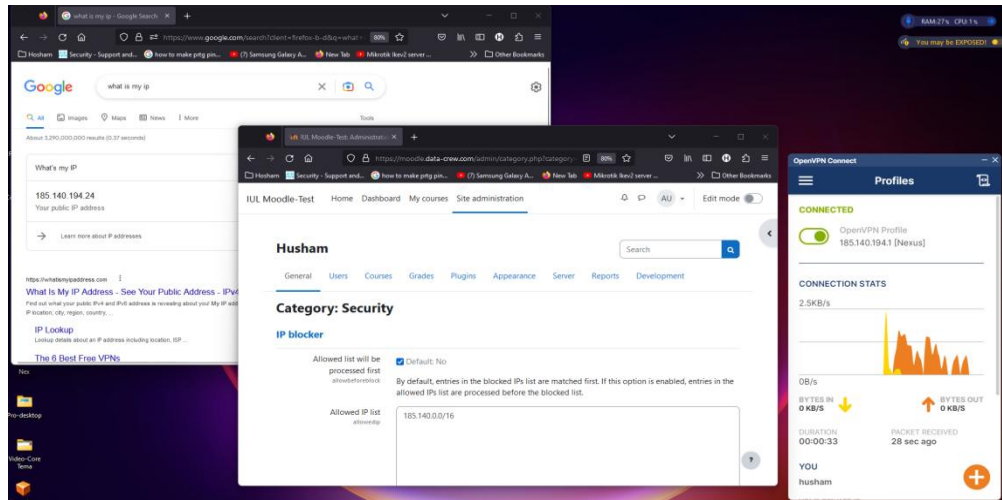 what is my ip - Google Search
https://www.google.com/search?client=firefox-b-d&q=what+
80%
Hosham
Security - Support and...
how to make prtg pin...
(7) Samsung Galacy A...
New Tab
Mikrotik Ikev2 server ...
Other Bookmarks
Google
what is my ip
All
Images
Maps
News
More
Tools
About 3,290,000,000 results (0.37 seconds)
What's my IP
185.140.194.24
Your public IP address
Learn more about IP addresses
https://whatismyipaddress.com
What Is My IP Address - See Your Public Address - IPv4
Find out what your public IPv4 and IPv6 address is revealing about you! My IP add
IP location; city, region, country, ...
IP Lookup
Lookup details about an IP address including location, ISP ...
The 6 Best Free VPNs
Nex
Pro-desktop
Video-Core
Tema
IUL Moodle-Test: Administratio
https://moodle.data-crew.com/admin/category.php?category=
80%
Hosham
Security - Support and...
how to make prtg pin...
(7) Samsung Galacy A...
New Tab
Mikrotik Ikev2 server ...
Other Bookmarks
IUL Moodle-Test
Home
Dashboard
My courses
Site administration
AU
Edit mode
Husham
Search
General
Users
Courses
Grades
Plugins
Appearance
Server
Reports
Development
Category: Security
IP blocker
Allowed list will be
processed first
allowbeforeblock
Default: No
By default, entries in the blocked IPs list are matched first. If this option is enabled, entries in the
allowed IPs list are processed before the blocked list.
Allowed IP list
allowedip
185.140.0.0/16
?
RAM:27% CPU:1%
You may be EXPOSED!
OpenVPN Connect
Profiles
CONNECTED
OpenVPN Profile
185.140.194.1 [Nexus]
CONNECTION STATS
2.5KB/s
0B/s
BYTES IN
0 KB/S
BYTES OUT
0 KB/S
DURATION
00:00:33
PACKET RECEIVED
28 sec ago
YOU
husham